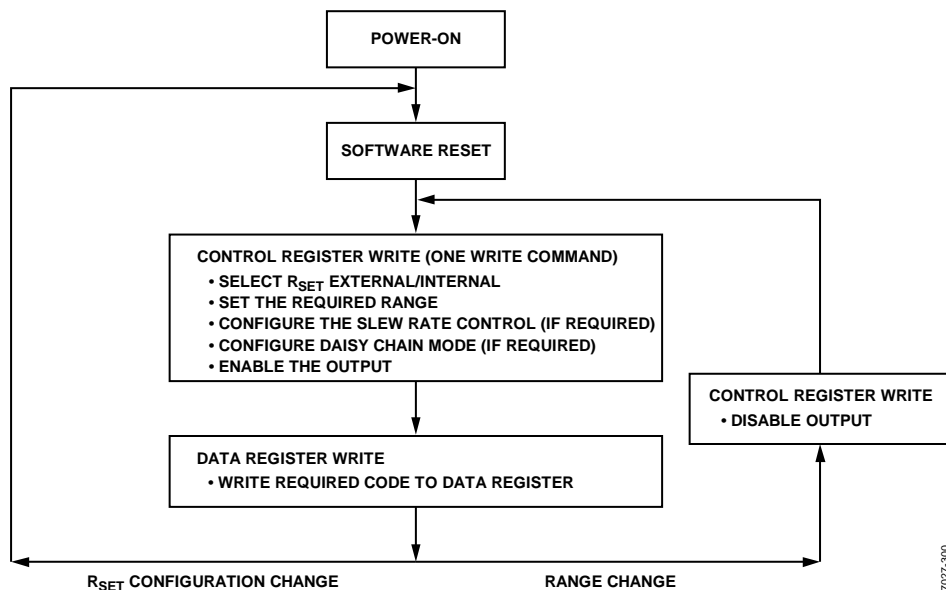 POWER-ON
SOFTWARE RESET
CONTROL REGISTER WRITE (ONE WRITE COMMAND)
• SELECT RSET EXTERNAL/INTERNAL
• SET THE REQUIRED RANGE
• CONFIGURE THE SLEW RATE CONTROL (IF REQUIRED)
• CONFIGURE DAISY CHAIN MODE (IF REQUIRED)
• ENABLE THE OUTPUT
CONTROL REGISTER WRITE
• DISABLE OUTPUT
DATA REGISTER WRITE
• WRITE REQUIRED CODE TO DATA REGISTER
RSET CONFIGURATION CHANGE
RANGE CHANGE